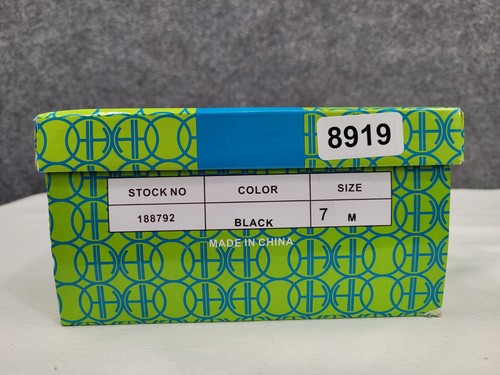 8919
STOCK NO COLOR SIZE
188792 BLACK 7 M
MADE IN CHINA